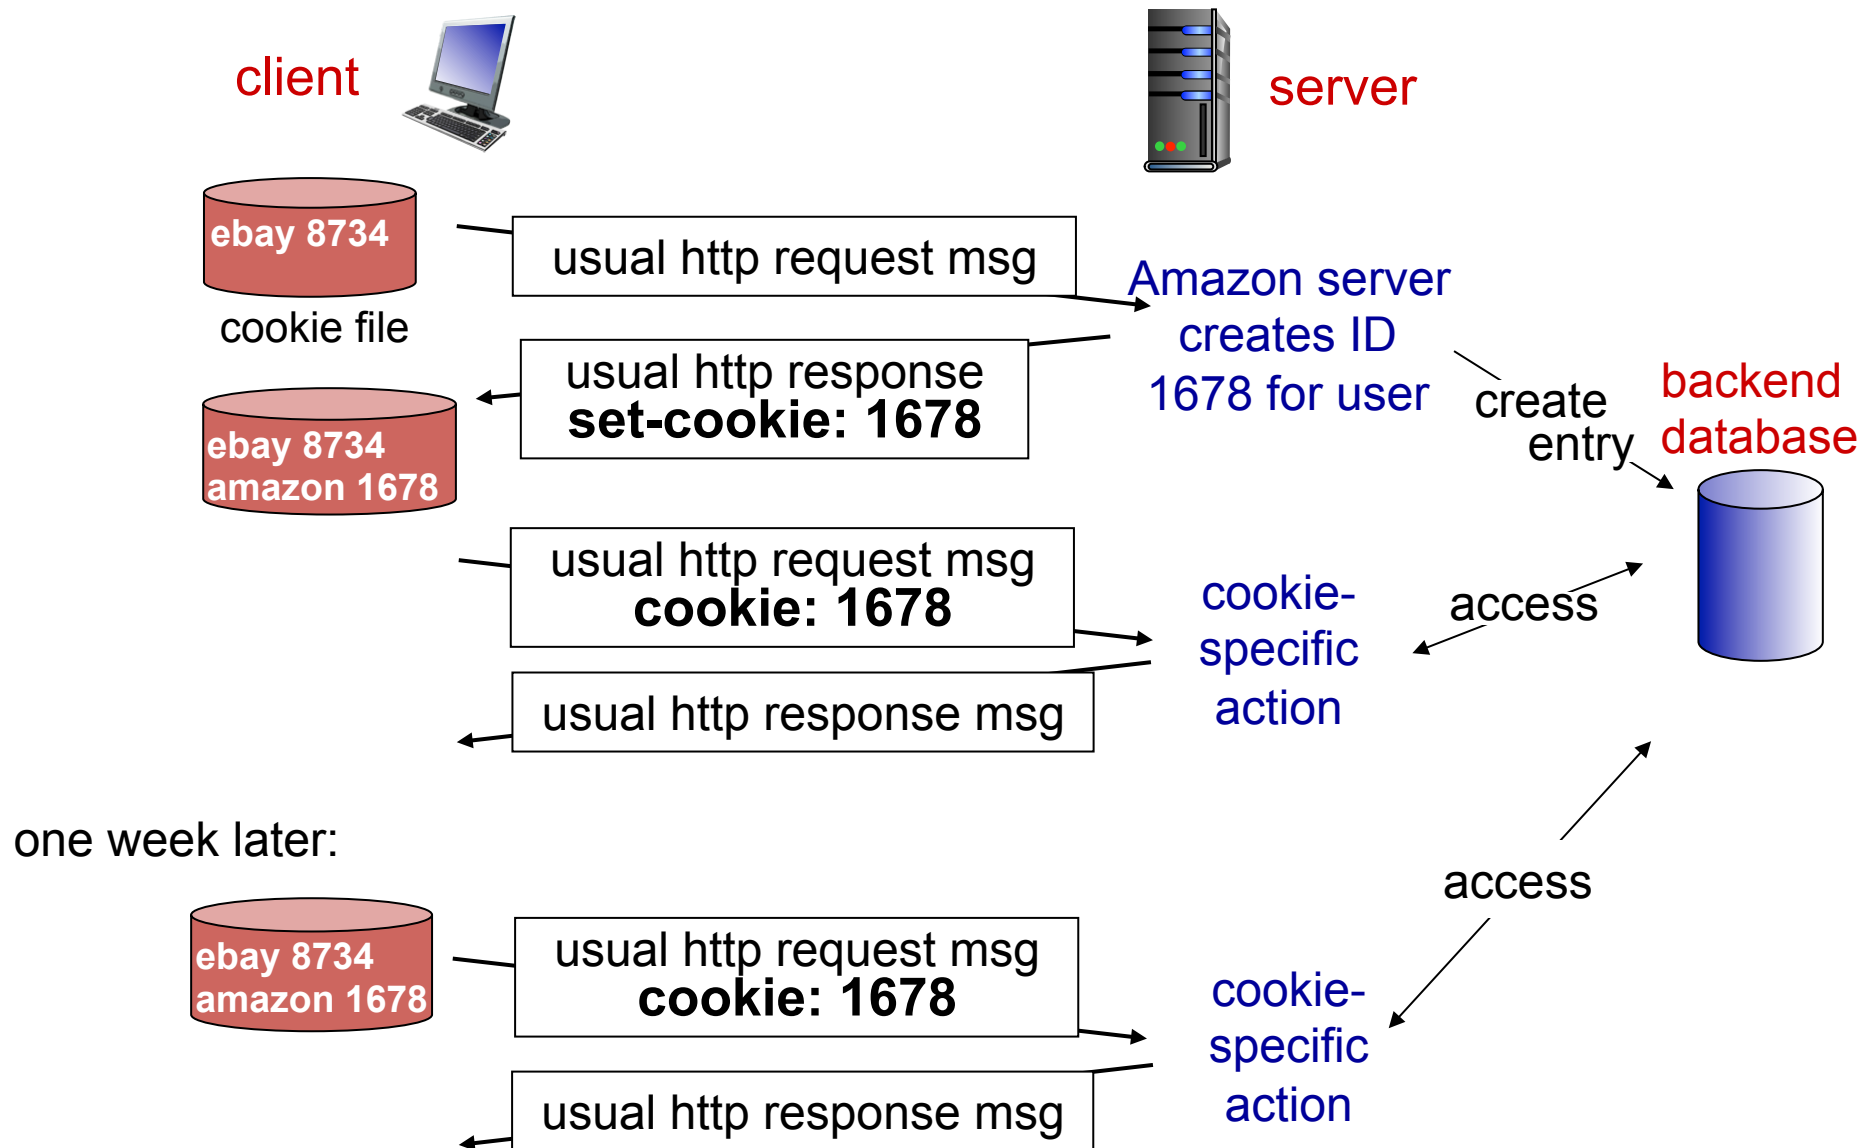 client
server
ebay 8734
cookie file
usual http request msg
Amazon server
creates ID
1678 for user
usual http response
set-cookie: 1678
create
entry
backend
database
ebay 8734
amazon 1678
usual http request msg
cookie: 1678
cookie-
specific
action
access
usual http response msg
one week later:
access
ebay 8734
amazon 1678
usual http request msg
cookie: 1678
cookie-
specific
action
usual http response msg